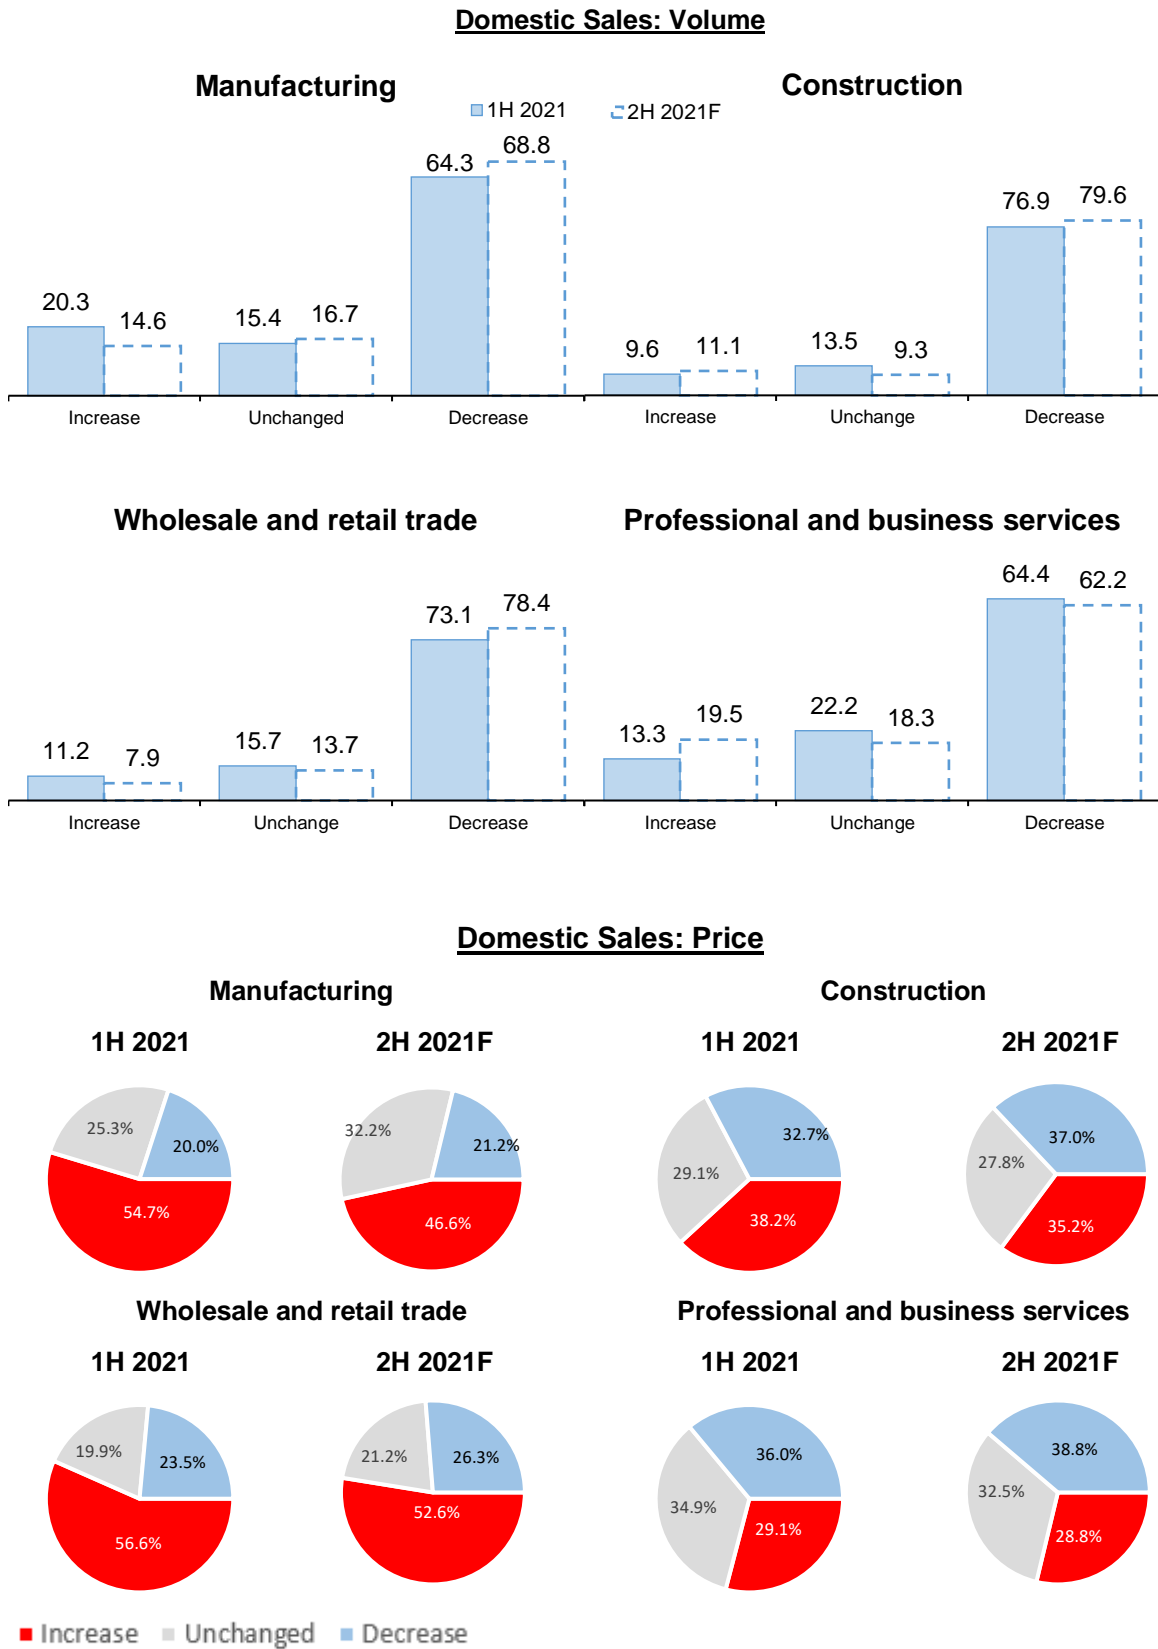 Domestic Sales: Volume
Manufacturing
Construction
1H 2021
2H 2021F
20.3
14.6
15.4
16.7
64.3
68.8
Increase
Unchanged
Decrease
9.6
11.1
13.5
9.3
76.9
79.6
Increase
Unchange
Decrease
Wholesale and retail trade
Professional and business services
11.2
7.9
15.7
13.7
73.1
78.4
Increase
Unchange
Decrease
13.3
19.5
22.2
18.3
64.4
62.2
Increase
Unchange
Decrease
Domestic Sales: Price
Manufacturing
Construction
1H 2021
2H 2021F
1H 2021
2H 2021F
25.3%
20.0%
54.7%
32.2%
21.2%
46.6%
29.1%
32.7%
38.2%
27.8%
37.0%
35.2%
Wholesale and retail trade
Professional and business services
1H 2021
2H 2021F
1H 2021
2H 2021F
19.9%
23.5%
56.6%
21.2%
26.3%
52.6%
34.9%
36.0%
29.1%
32.5%
38.8%
28.8%
Increase
Unchanged
Decrease